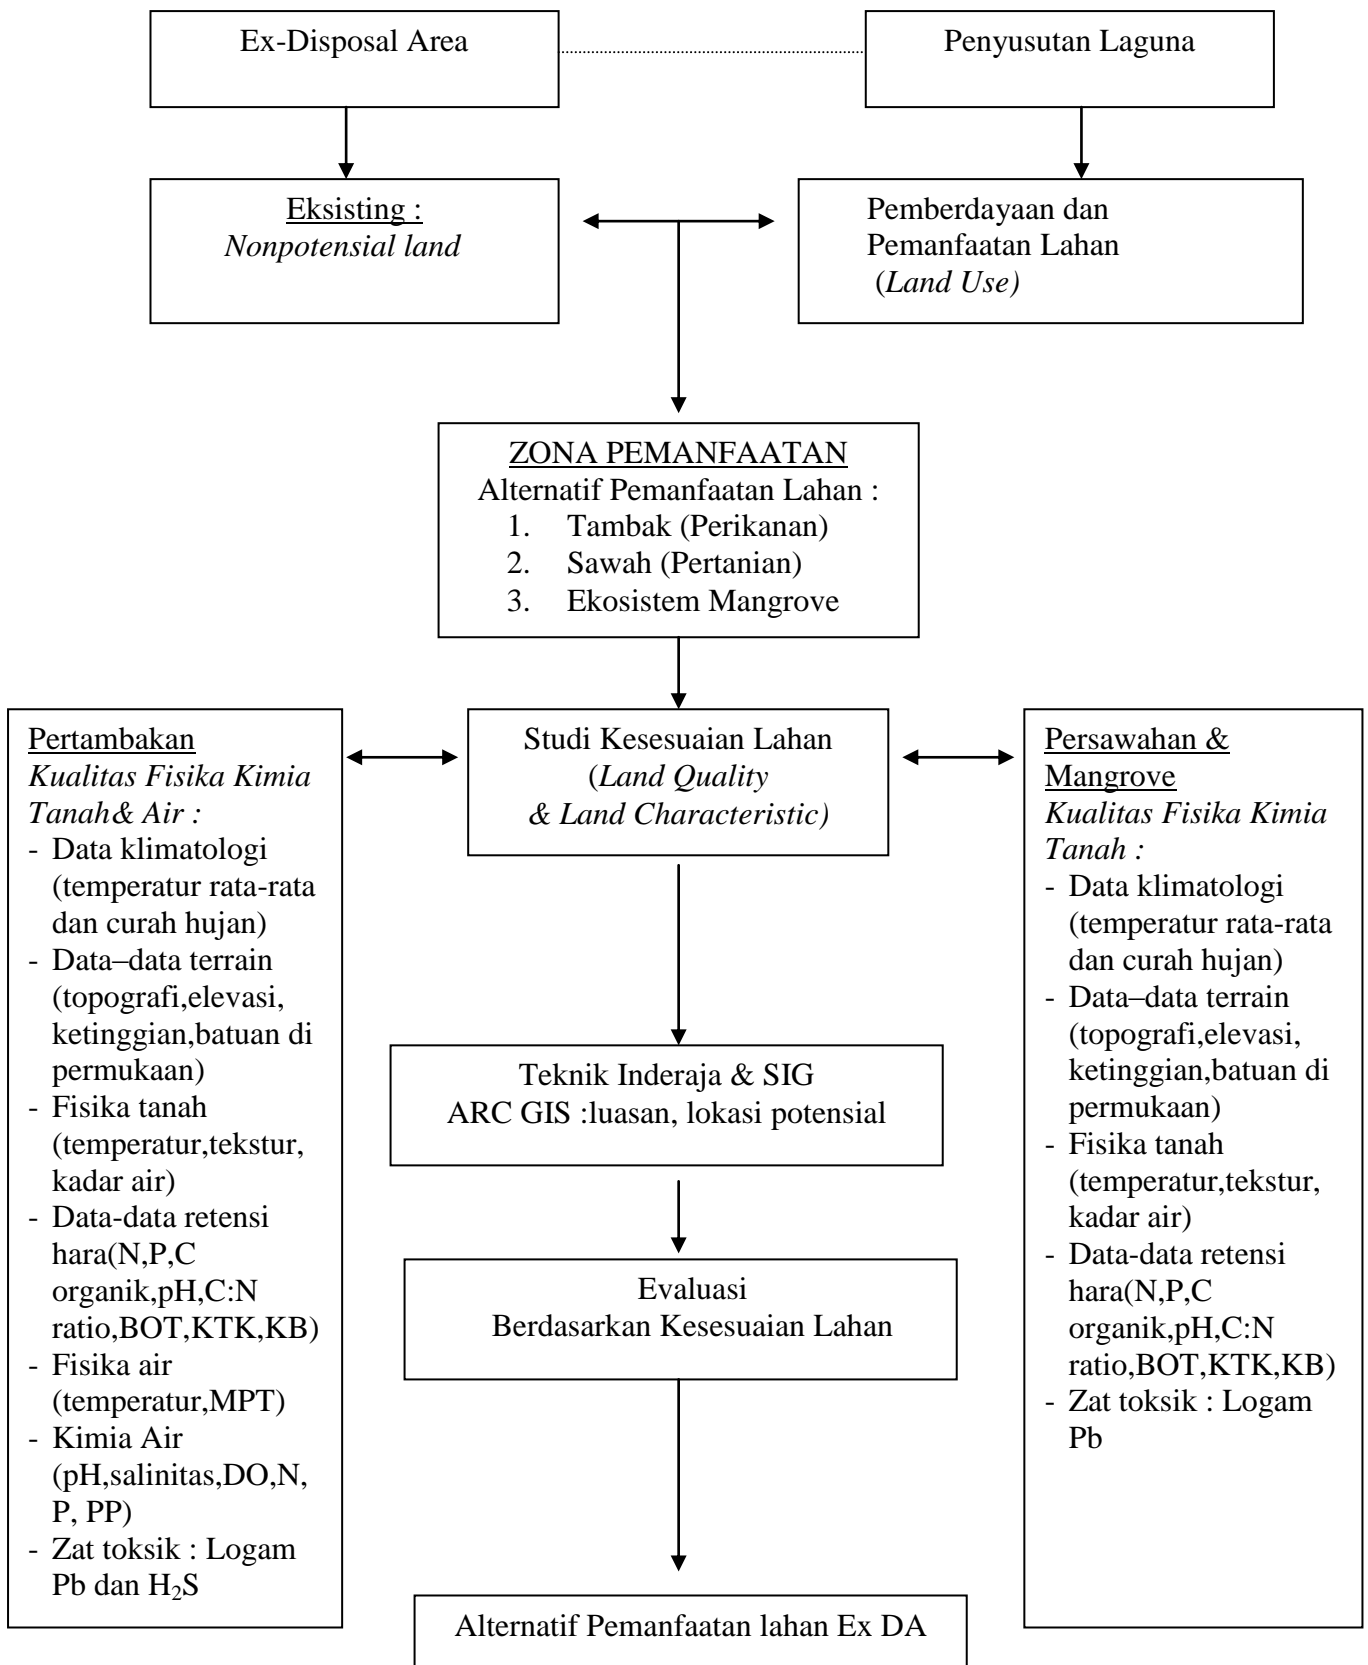 Ex-Disposal Area
Penyusutan Laguna
Eksisting :
Nonpotensial land
Pemberdayaan dan
Pemanfaatan Lahan
(Land Use)
ZONA PEMANFAATAN
Alternatif Pemanfaatan Lahan :
1. Tambak (Perikanan)
2. Sawah (Pertanian)
3. Ekosistem Mangrove
Pertambakan
Kualitas Fisika Kimia
Tanah& Air :
- Data klimatologi
(temperatur rata-rata
dan curah hujan)
- Data–data terrain
(topografi,elevasi,
ketinggian,batuan di
permukaan)
- Fisika tanah
(temperatur,tekstur,
kadar air)
- Data-data retensi
hara(N,P,C
organik,pH,C:N
ratio,BOT,KTK,KB)
- Fisika air
(temperatur,MPT)
- Kimia Air
(pH,salinitas,DO,N,
P, PP)
- Zat toksik : Logam
Pb dan H₂S
Studi Kesesuaian Lahan
(Land Quality
& Land Characteristic)
Persawahan &
Mangrove
Kualitas Fisika Kimia
Tanah :
- Data klimatologi
(temperatur rata-rata
dan curah hujan)
- Data–data terrain
(topografi,elevasi,
ketinggian,batuan di
permukaan)
- Fisika tanah
(temperatur,tekstur,
kadar air)
- Data-data retensi
hara(N,P,C
organik,pH,C:N
ratio,BOT,KTK,KB)
- Zat toksik : Logam
Pb
Teknik Inderaja & SIG
ARC GIS :luasan, lokasi potensial
Evaluasi
Berdasarkan Kesesuaian Lahan
Alternatif Pemanfaatan lahan Ex DA